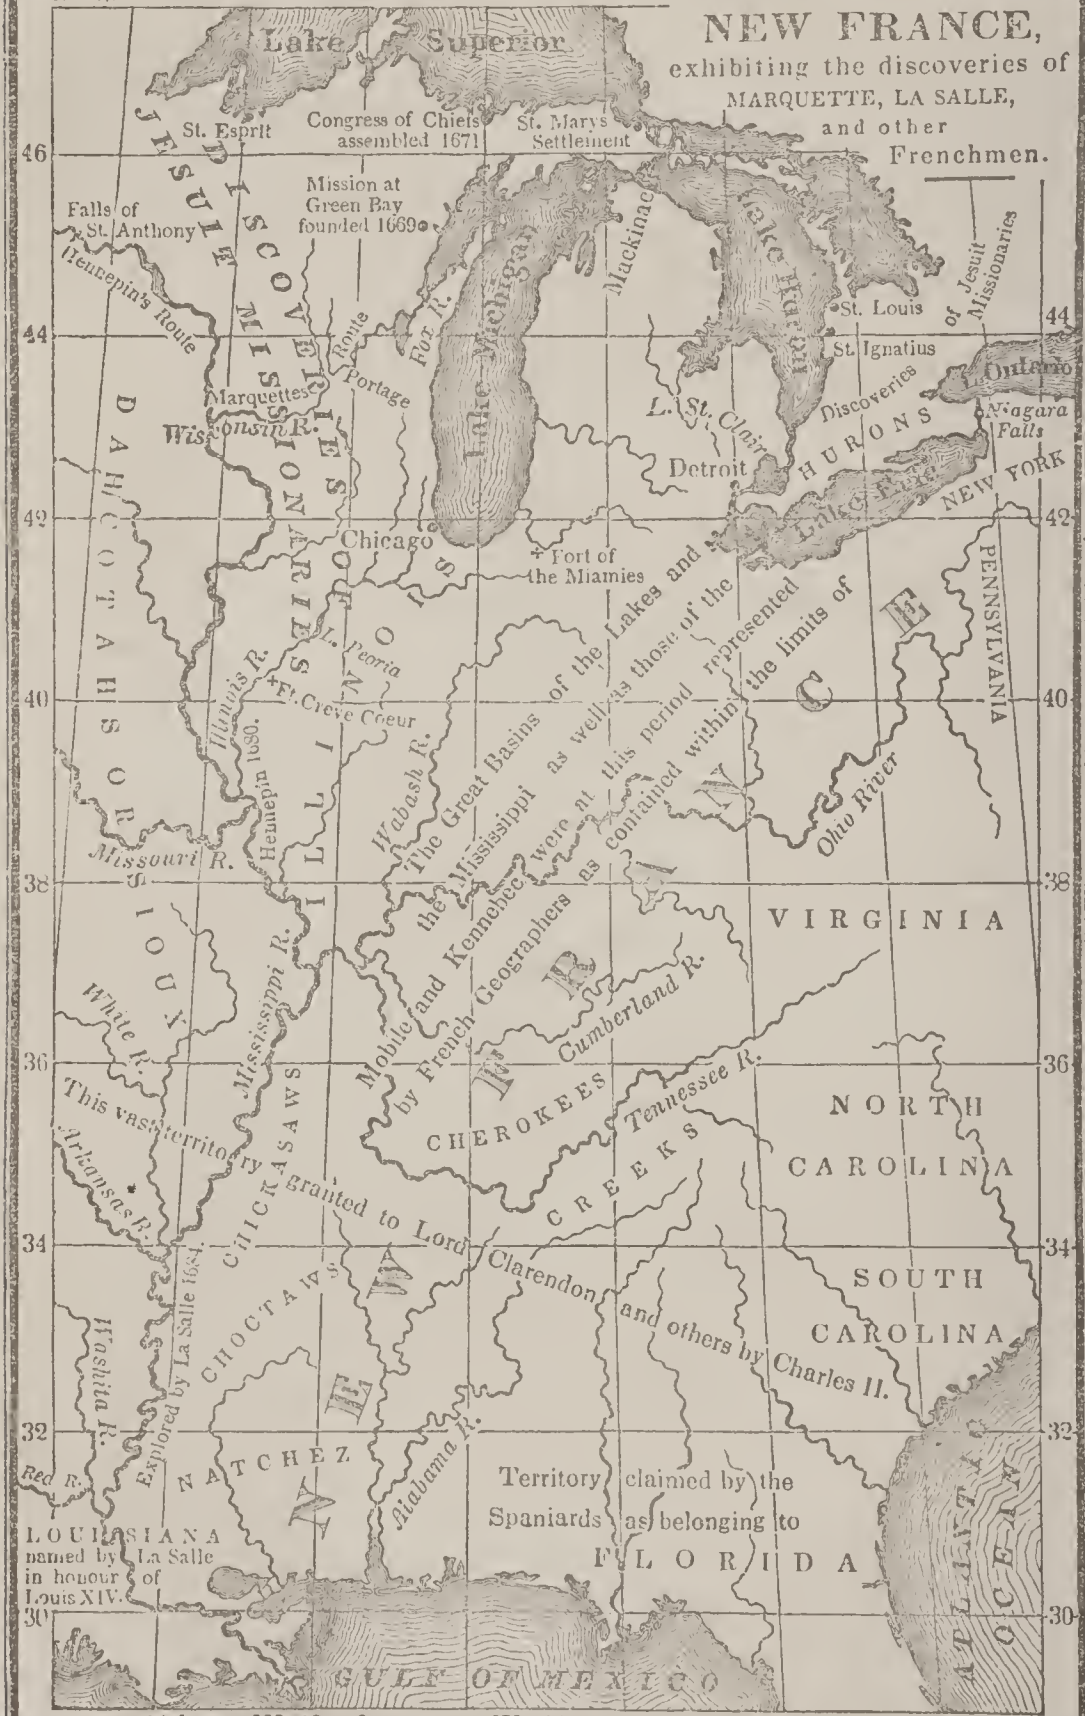 NEW FRANCE,
exhibiting the discoveries of
MARQUETTE, LA SALLE,
and other
Frenchmen.
Lake Superior
St. Esprit
Congress of Chiefs
assembled 1671
St. Marys
Settlement
46
JESUIT MISSIONARIES
DISCOVERIES OF
Mission at
Green Bay
founded 1669
Falls of
St. Anthony
Hennepin's Route
Mackinac
Lake Huron
Lake Michigan
Fox R.
of Jesuit
Missionaries
Discoveries
St. Louis
44
44
St. Ignatius
Route
Portage
Marquettes
Wisconsin R.
L. Ontario
Niagara
Falls
L. St. Clair
HURONS
Detroit
Lake Erie
NEW YORK
DAHCOTAHS OR SIOUX
42
42
Chicago
Fort of
the Miamies
PENNSYLVANIA
ILLINOIS
L. Peoria
Illinois R.
Ft. Creve Coeur
40
40
Hennepin 1680.
Wabash R.
The Great Basins of the Lakes and
the Mississippi as well as those of the
Mobile and Kennebec were at this period represented
by French Geographers as contained within the limits of
NEW FRANCE
Ohio River
Missouri R.
38
38
VIRGINIA
Mississippi R.
White R.
Cumberland R.
36
36
This vast territory granted to Lord Clarendon and others by Charles II.
CHEROKEES
Tennessee R.
NORTH
CAROLINA
Arkansas R.
CHICKASAWS
CREEKS
34
34
SOUTH
CAROLINA
CHOCTAWS
Explored by La Salle 1684.
Washita R.
32
32
NATCHEZ
Alabama R.
Red R.
Territory claimed by the
Spaniards as belonging to
FLORIDA
LOUISIANA
named by La Salle
in honour of
Louis XIV.
30
30
GULF OF MEXICO
ATLANTIC
OCEAN